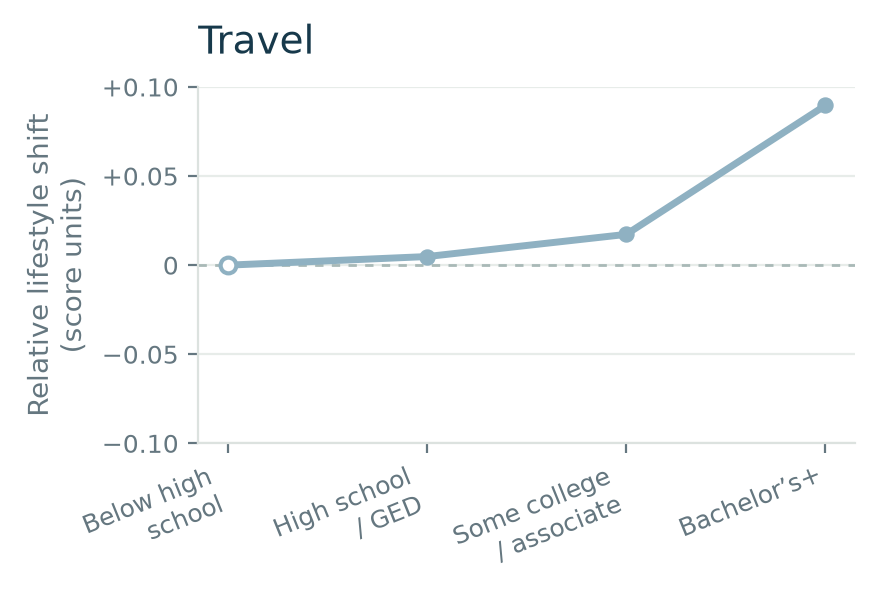 Travel
Relative lifestyle shift
(score units)
+0.10
+0.05
0
−0.05
−0.10
Below high
school
High school
/ GED
Some college
/ associate
Bachelor’s+